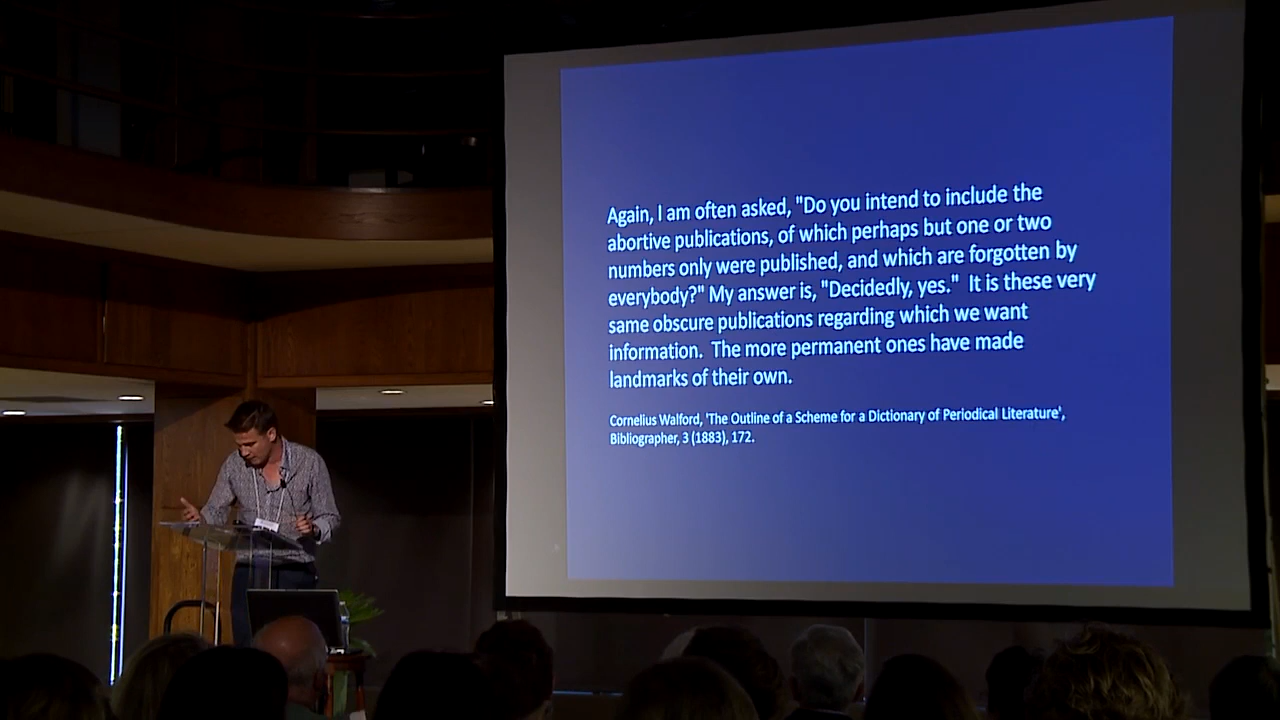 Again, I am often asked, "Do you intend to include the
abortive publications, of which perhaps but one or two
numbers only were published, and which are forgotten by
everybody?" My answer is, "Decidedly, yes."  It is these very
same obscure publications regarding which we want
information.  The more permanent ones have made
landmarks of their own.
Cornelius Walford, 'The Outline of a Scheme for a Dictionary of Periodical Literature',
Bibliographer, 3 (1883), 172.